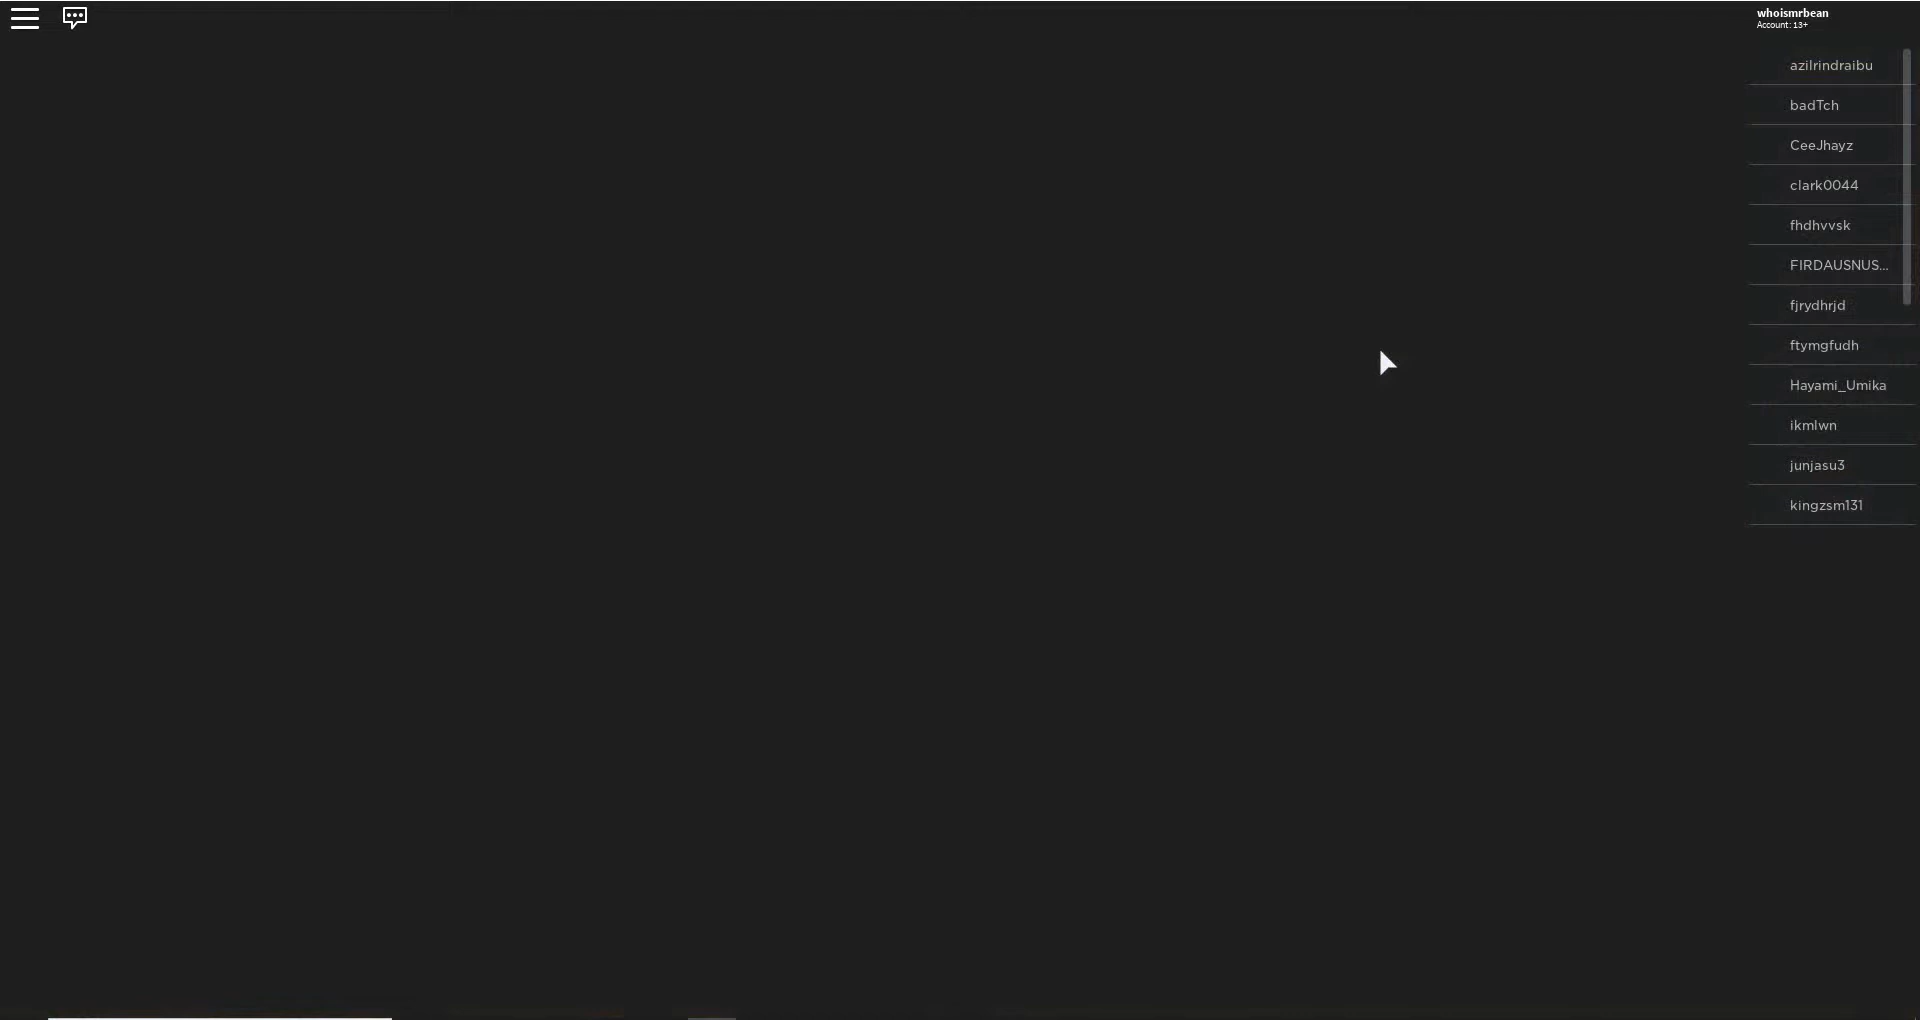 whoismrbean
Account: 13+
azilrindraibu
badTch
CeeJhayz
clark0044
fhdhvvsk
FIRDAUSNUS...
fjrydhrjd
ftymgfudh
Hayami_Umika
ikmlwn
junjasu3
kingzsm131